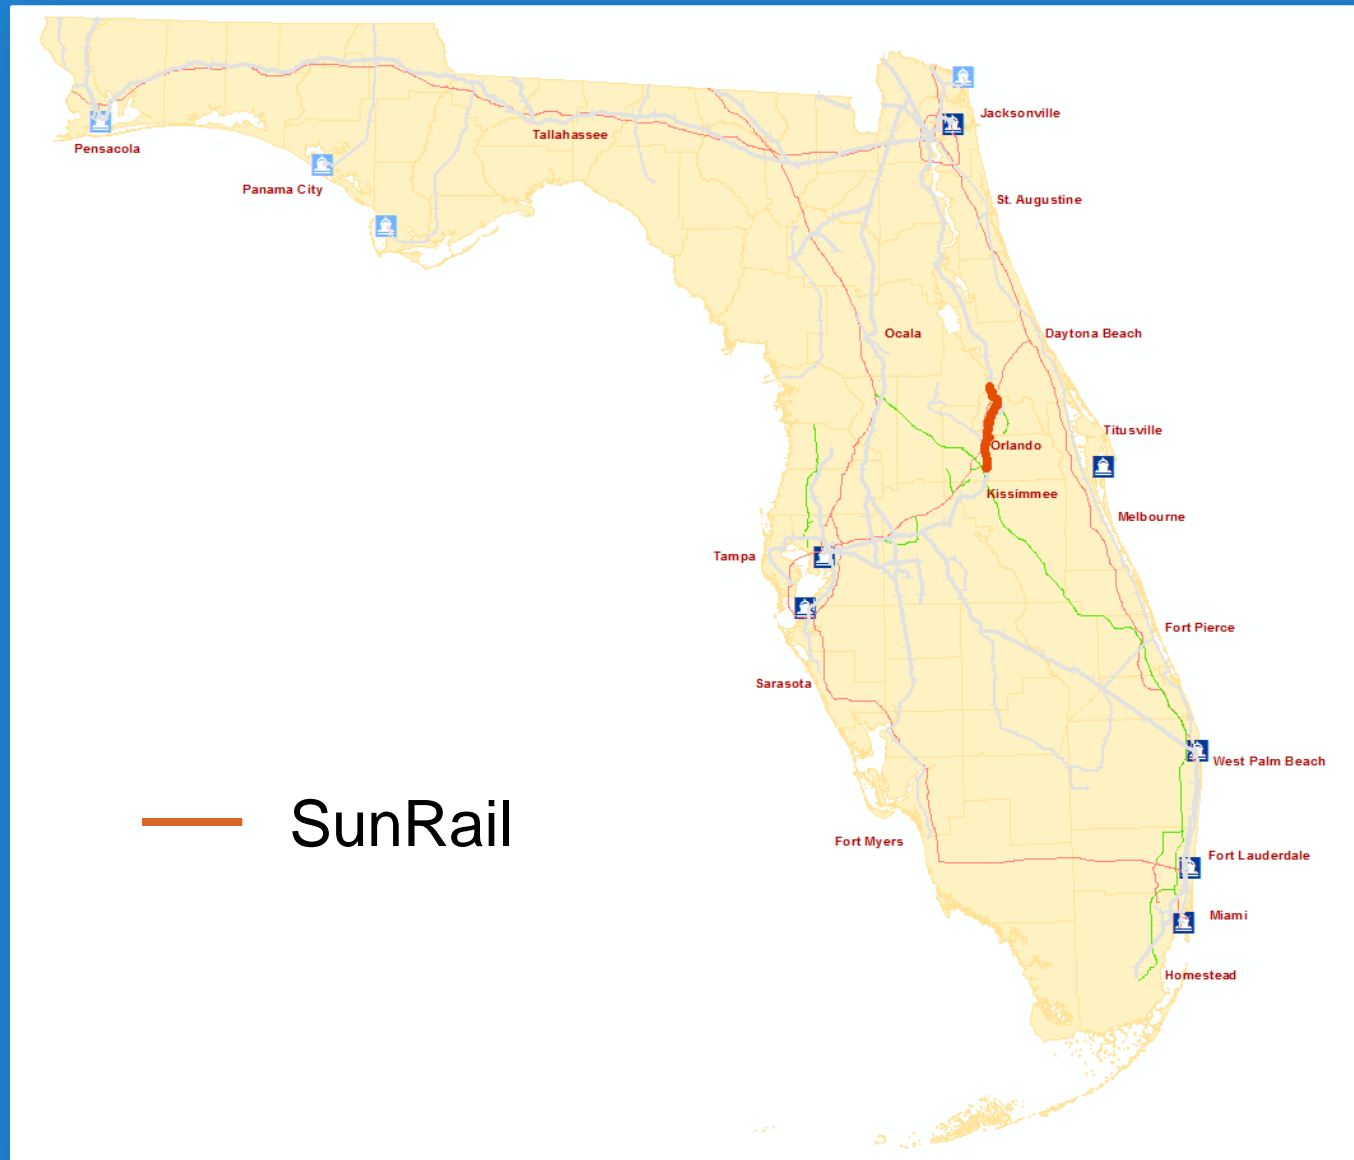 Jacksonville
Tallahassee
Pensacola
Panama City
St. Augustine
Ocala
Daytona Beach
Titusville
Orlando
Kissimmee
Melbourne
Tampa
Fort Pierce
Sarasota
West Palm Beach
SunRail
Fort Myers
Fort Lauderdale
Miami
Homestead